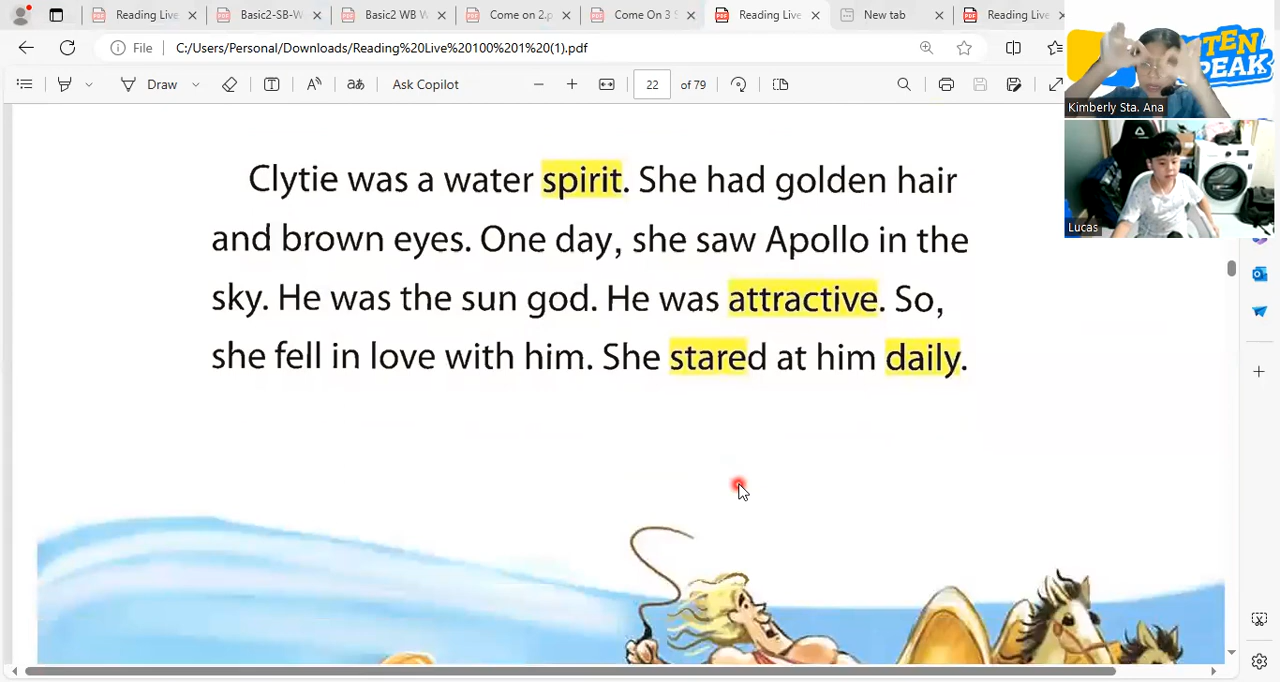 Reading Live
Basic2-SB-W
Basic2 WB W
Come on 2.p
Come On 3 S
Reading Live
New tab
Reading Live
File
C:/Users/Personal/Downloads/Reading%20Live%20100%201%20(1).pdf
Draw
aあ
Ask Copilot
22
of 79
TEN
PEAK
Kimberly Sta. Ana
Lucas
Clytie was a water spirit. She had golden hair
and brown eyes. One day, she saw Apollo in the
sky. He was the sun god. He was attractive. So,
she fell in love with him. She stared at him daily.